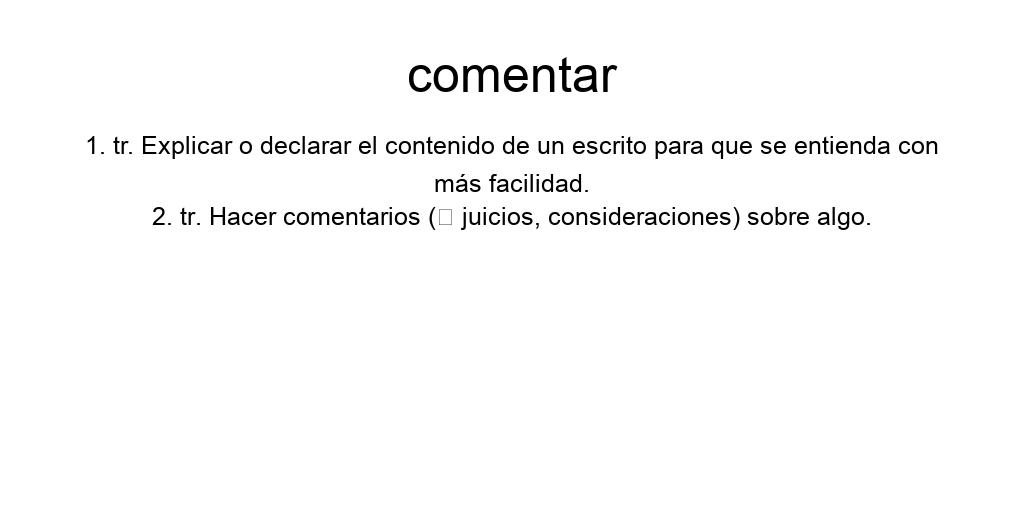 comentar
1. tr. Explicar o declarar el contenido de un escrito para que se entienda con
más facilidad.
2. tr. Hacer comentarios (□ juicios, consideraciones) sobre algo.